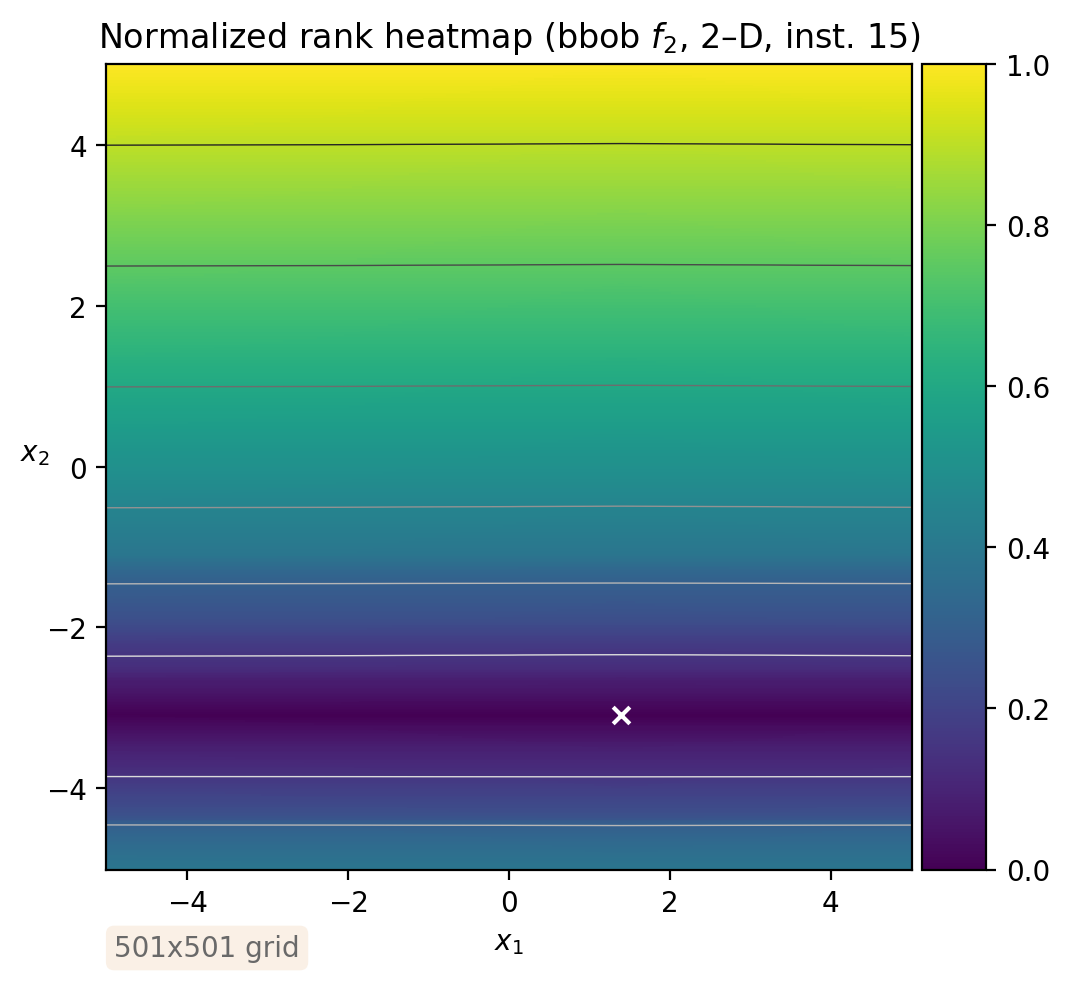 Normalized rank heatmap (bbob f₂, 2–D, inst. 15)
1.0
0.8
0.6
0.4
0.2
0.0
4
2
0
−2
−4
x₂
−4 −2 0 2 4
x₁
501x501 grid